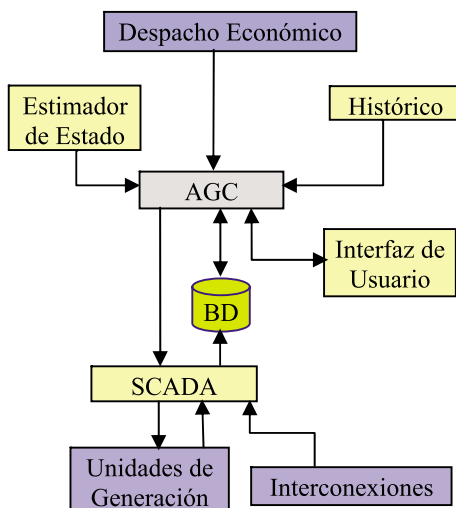 Despacho Económico
Estimador
de Estado
Histórico
AGC
Interfaz de
Usuario
BD
SCADA
Unidades de
Generación
Interconexiones